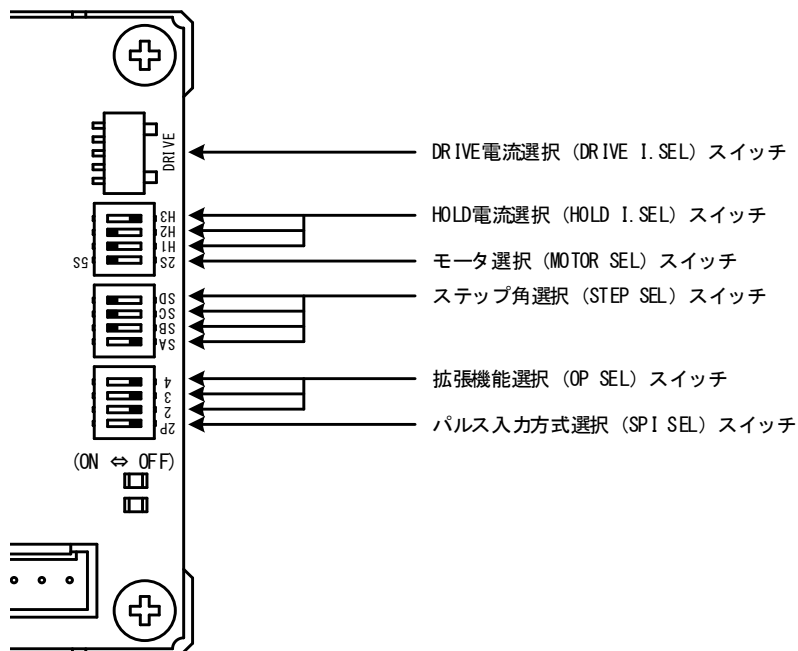 DRIVE
DRIVE電流選択（DRIVE I.SEL）スイッチ
H3
HOLD電流選択（HOLD I.SEL）スイッチ
H2
H1
5S
2S
モータ選択（MOTOR SEL）スイッチ
SD
ステップ角選択（STEP SEL）スイッチ
SC
SB
SA
4
拡張機能選択（OP SEL）スイッチ
3
2
2P
パルス入力方式選択（SPI SEL）スイッチ
(ON ⇔ OFF)